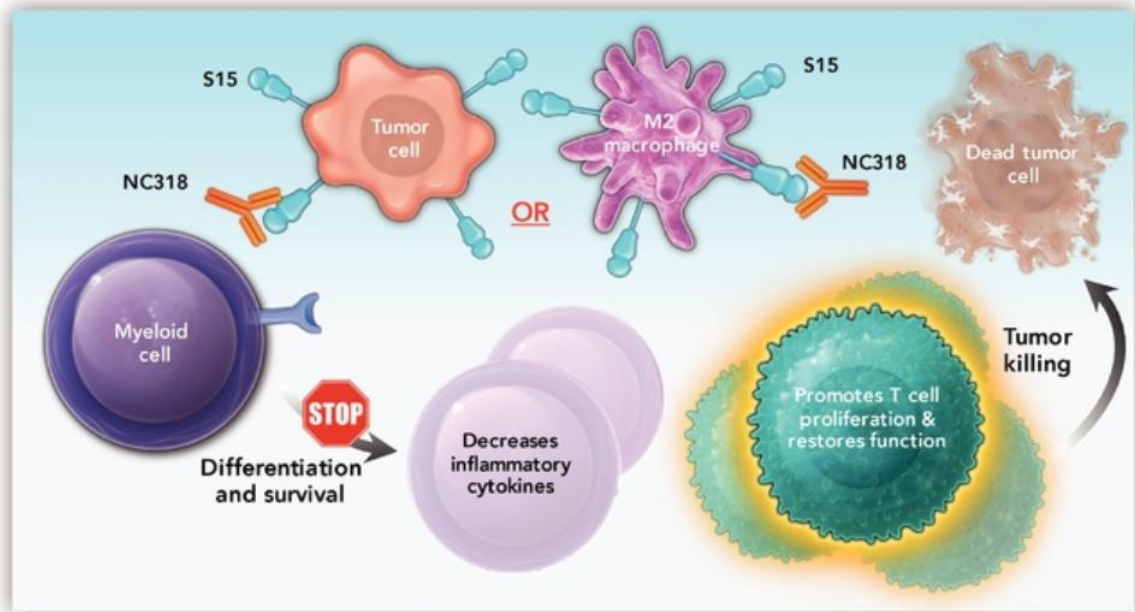 S15
Tumor
cell
NC318
OR
S15
M2
macrophage
NC318
Dead tumor
cell
Myeloid
cell
STOP
Differentiation
and survival
Decreases
inflammatory
cytokines
Promotes T cell
proliferation &
restores function
Tumor
killing